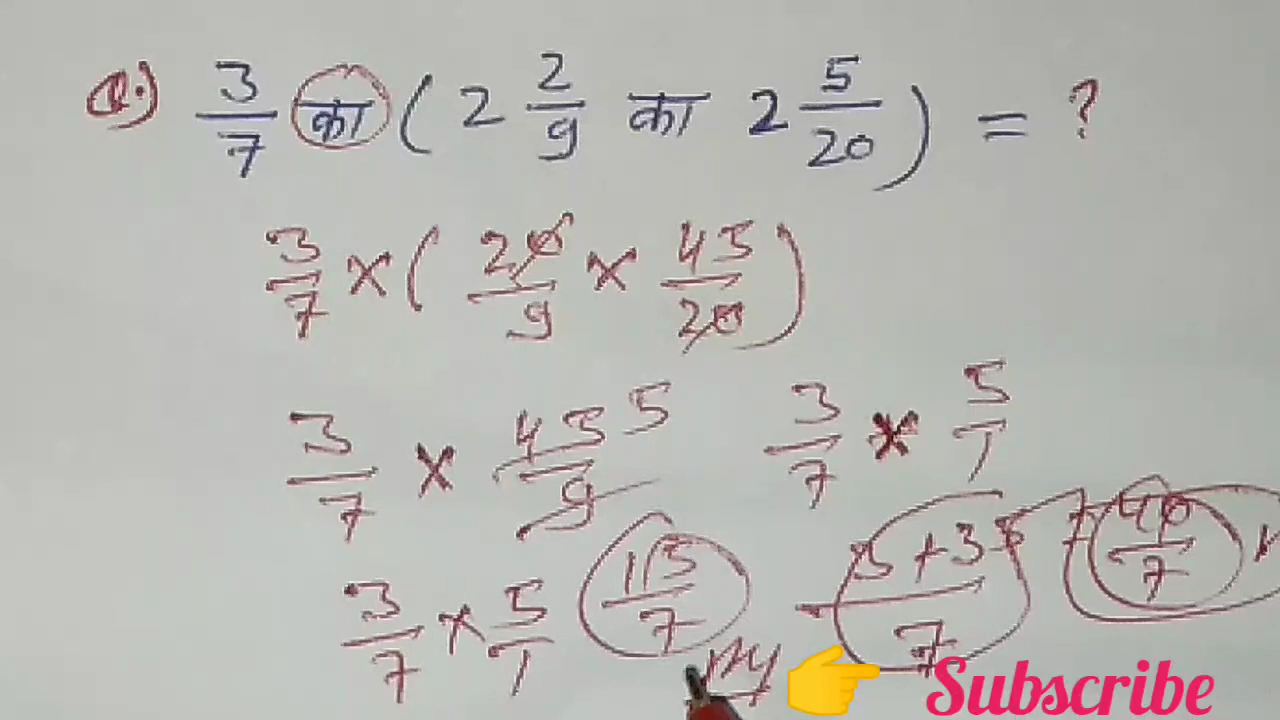 Q.) 3/7 का ( 2 2/9 का 2 5/20 ) = ?
3/7 × ( 20/9 × 45/20 )
3/7 × 45/9 5 3/7 × 5/1
3/7 × 5/1 15/7 5+35/7 40/7
Subscribe